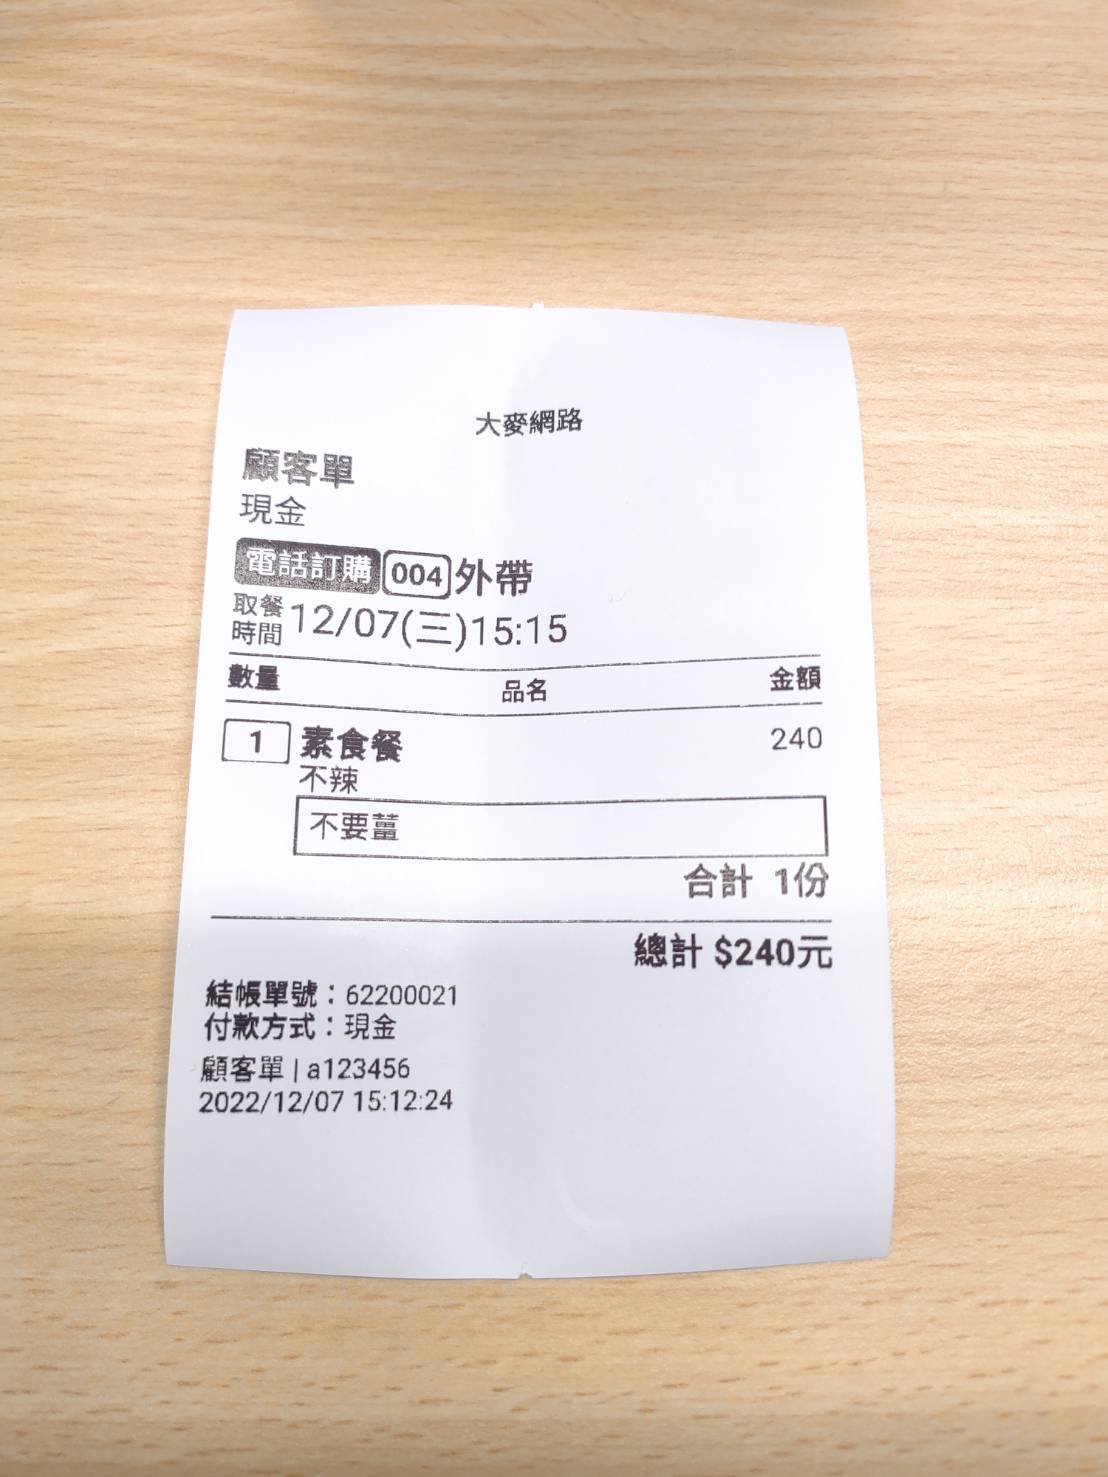 大麥網路
顧客單
現金
電話訂購 004 外帶
取餐時間 12/07(三)15:15
數量 品名 金額
1 素食餐 240
不辣
不要薑
合計 1份
總計 $240元
結帳單號：62200021
付款方式：現金
顧客單 | a123456
2022/12/07 15:12:24